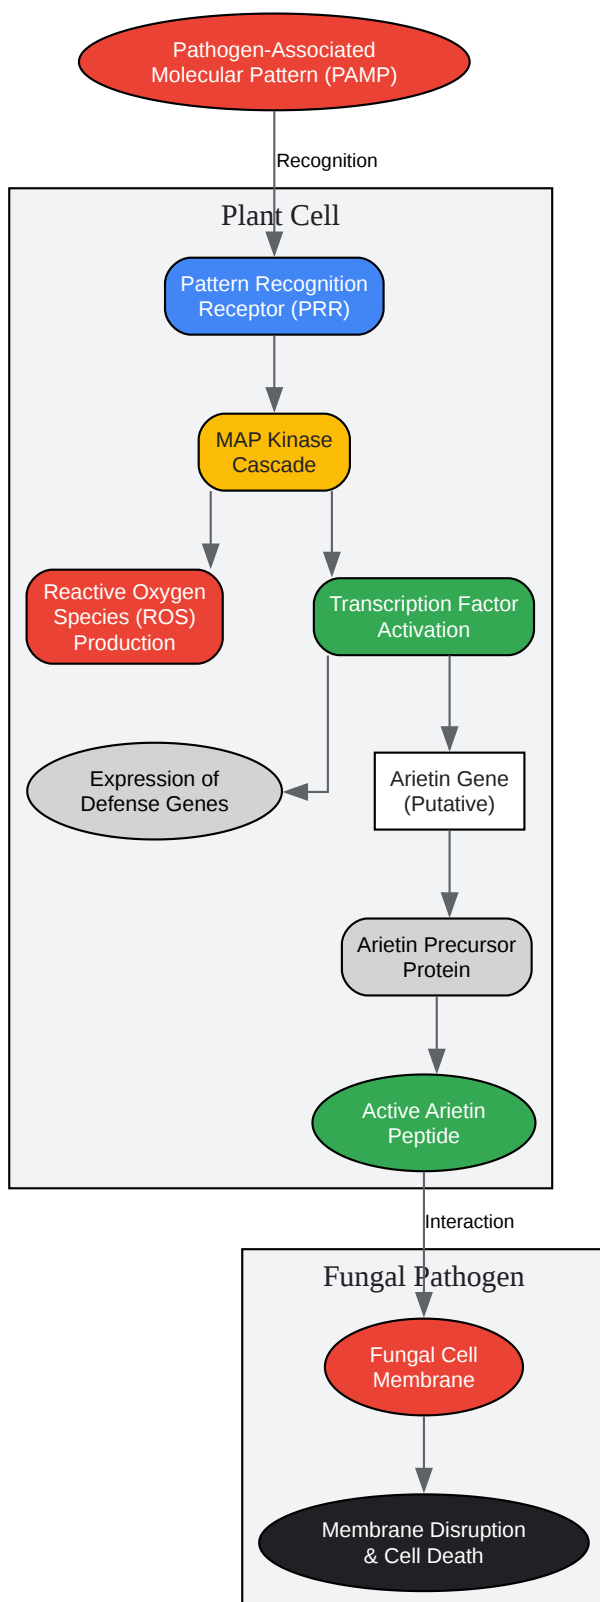 Pathogen-Associated
Molecular Pattern (PAMP)
Recognition
Plant Cell
Pattern Recognition
Receptor (PRR)
MAP Kinase
Cascade
Reactive Oxygen
Species (ROS)
Production
Transcription Factor
Activation
Expression of
Defense Genes
Arietin Gene
(Putative)
Arietin Precursor
Protein
Active Arietin
Peptide
Interaction
Fungal Pathogen
Fungal Cell
Membrane
Membrane Disruption
& Cell Death